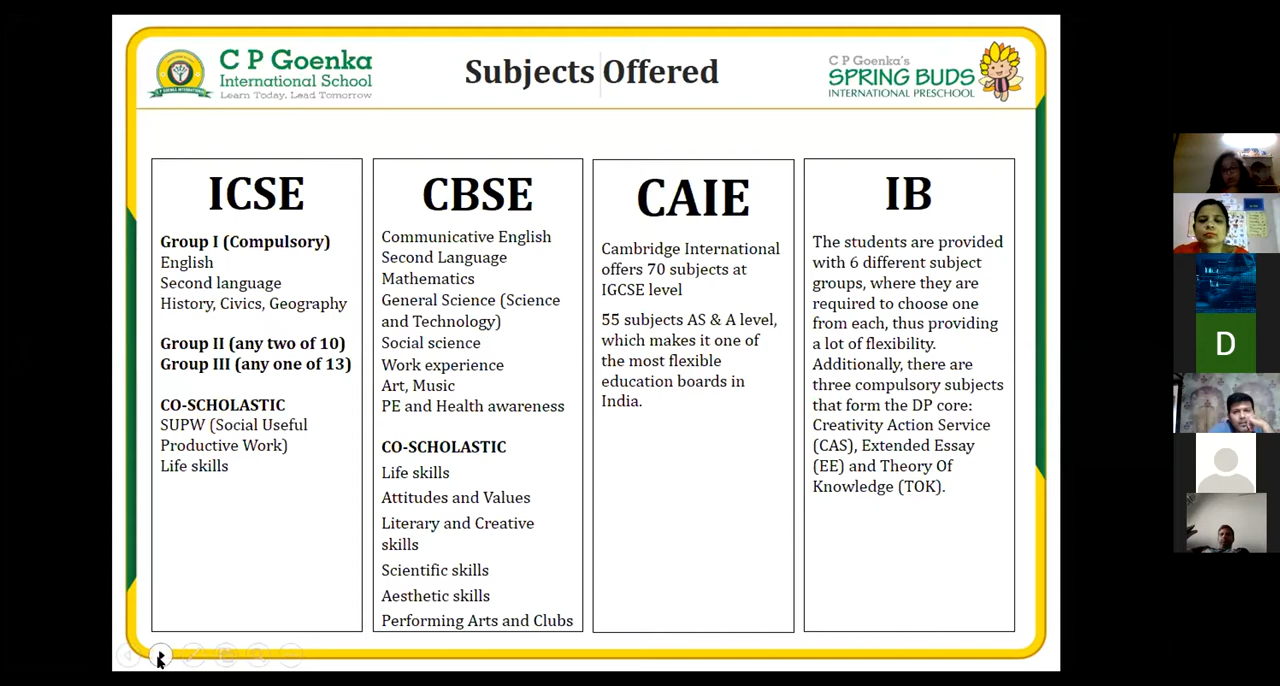 C P Goenka
International School
Learn Today. Lead Tomorrow
Subjects Offered
C P Goenka's
SPRING BUDS
INTERNATIONAL PRESCHOOL
ICSE
Group I (Compulsory)
English
Second language
History, Civics, Geography
Group II (any two of 10)
Group III (any one of 13)
CO-SCHOLASTIC
SUPW (Social Useful
Productive Work)
Life skills
CBSE
Communicative English
Second Language
Mathematics
General Science (Science
and Technology)
Social science
Work experience
Art, Music
PE and Health awareness
CO-SCHOLASTIC
Life skills
Attitudes and Values
Literary and Creative
skills
Scientific skills
Aesthetic skills
Performing Arts and Clubs
CAIE
Cambridge International
offers 70 subjects at
IGCSE level
55 subjects AS & A level,
which makes it one of
the most flexible
education boards in
India.
IB
The students are provided
with 6 different subject
groups, where they are
required to choose one
from each, thus providing
a lot of flexibility.
Additionally, there are
three compulsory subjects
that form the DP core:
Creativity Action Service
(CAS), Extended Essay
(EE) and Theory Of
Knowledge (TOK).
D